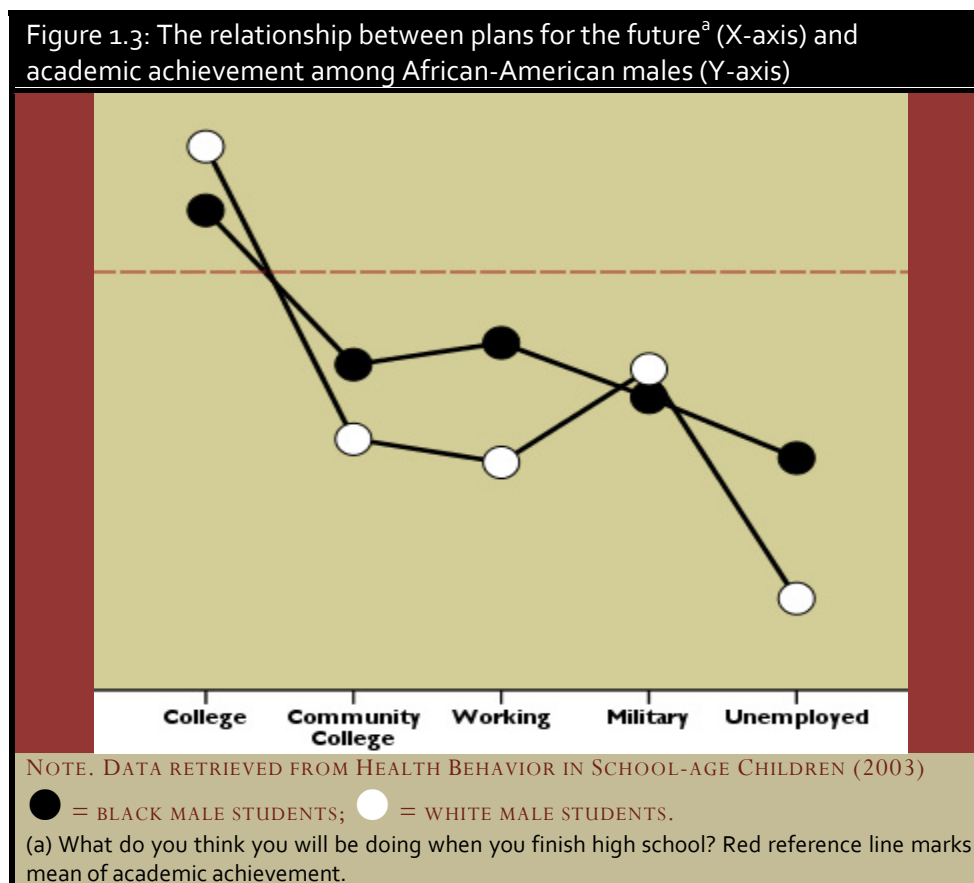 Figure 1.3: The relationship between plans for the futureª (X-axis) and
academic achievement among African-American males (Y-axis)
College Community Working Military Unemployed
College
NOTE. DATA RETRIEVED FROM HEALTH BEHAVIOR IN SCHOOL-AGE CHILDREN (2003)
= BLACK MALE STUDENTS; = WHITE MALE STUDENTS.
(a) What do you think you will be doing when you finish high school? Red reference line marks
mean of academic achievement.